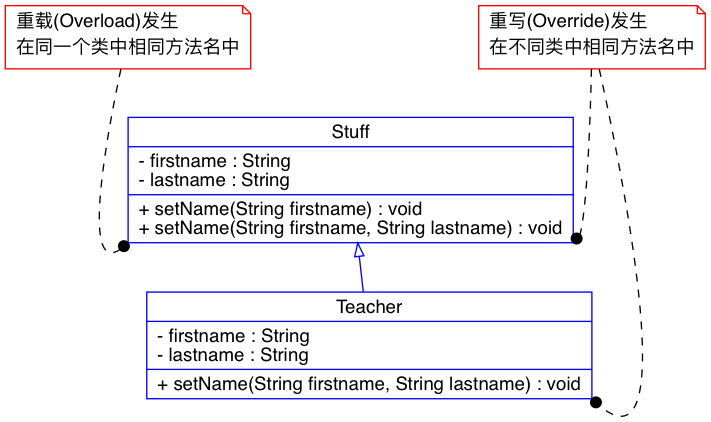 重载(Overload)发生
在同一个类中相同方法名中
重写(Override)发生
在不同类中相同方法名中
Stuff
- firstname : String
- lastname : String
+ setName(String firstname) : void
+ setName(String firstname, String lastname) : void
Teacher
- firstname : String
- lastname : String
+ setName(String firstname, String lastname) : void